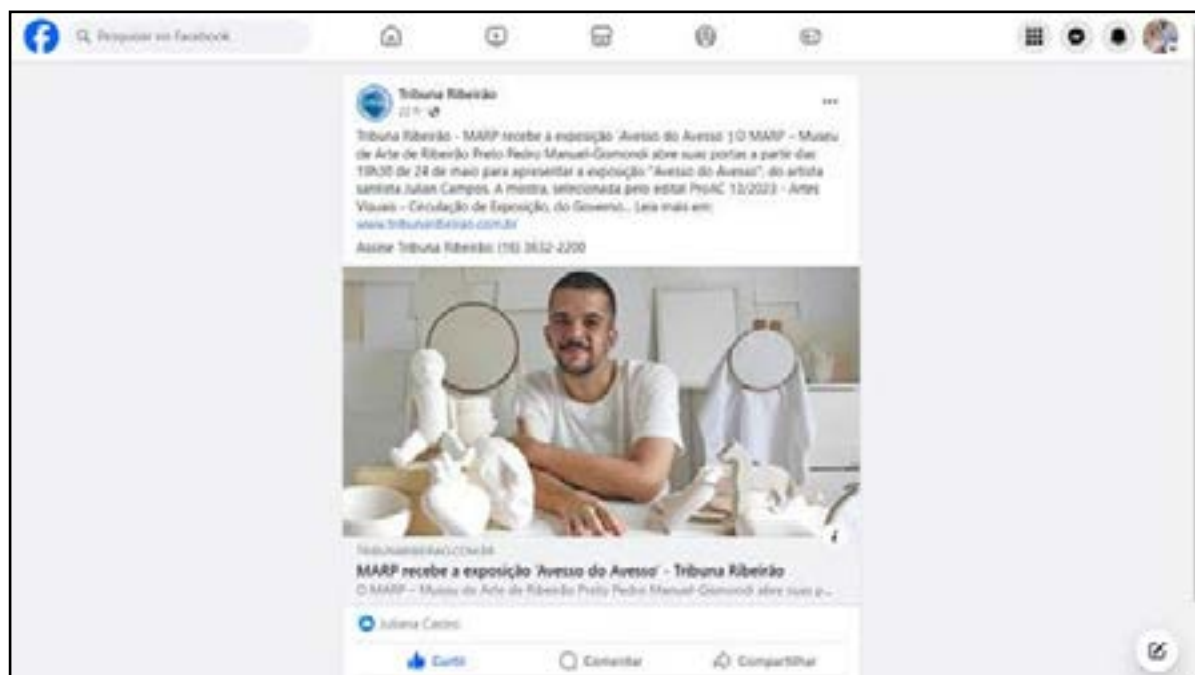 Pesquisar no Facebook
Tribuna Ribeirão
22 h
Tribuna Ribeirão - MARP recebe a exposição 'Avesso do Avesso' | O MARP – Museu
de Arte de Ribeirão Preto Pedro Manuel-Gismondi abre suas portas a partir das
19h30 de 24 de maio para apresentar a exposição "Avesso do Avesso", do artista
santista Julian Campos. A mostra, selecionada pelo edital ProAC 13/2023 - Artes
Visuais - Circulação de Exposição, do Governo... Leia mais em:
www.tribunaribeirao.com.br
Assine Tribuna Ribeirão: (16) 3632-2200
TRIBUNARIBEIRAO.COM.BR
MARP recebe a exposição 'Avesso do Avesso' - Tribuna Ribeirão
O MARP – Museu de Arte de Ribeirão Preto Pedro Manuel-Gismondi abre suas p...
Juliana Castro
Curtir
Comentar
Compartilhar